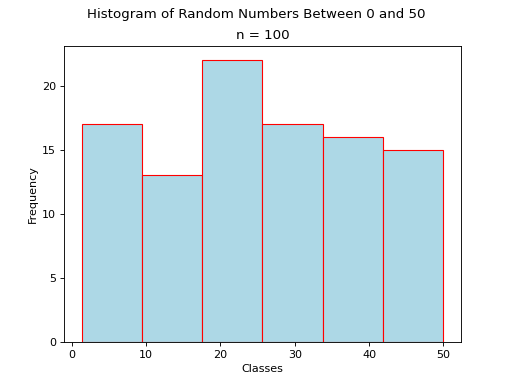 Histogram of Random Numbers Between 0 and 50
n = 100
20
15
10
5
0
Frequency
0 10 20 30 40 50
Classes